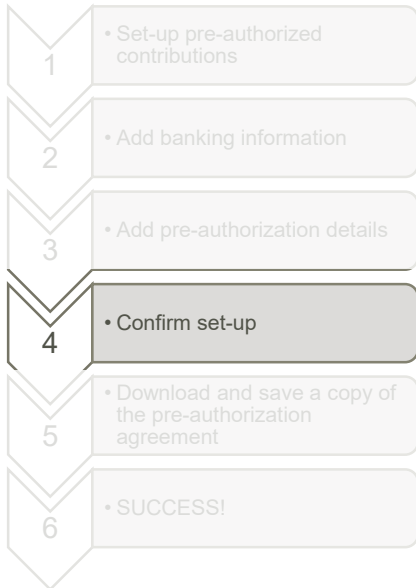 1
• Set-up pre-authorized
contributions
2
• Add banking information
3
• Add pre-authorization details
4
• Confirm set-up
5
• Download and save a copy of
the pre-authorization
agreement
6
• SUCCESS!